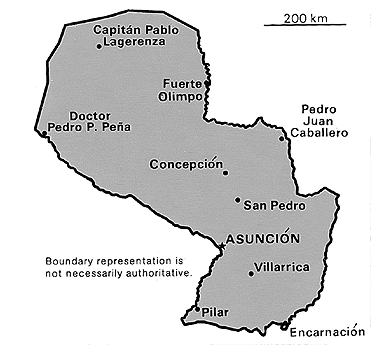 200 km
Capitán Pablo
Lagerenza
Fuerte
Olimpo
Pedro
Juan
Caballero
Doctor
Pedro P. Peña
Concepción
San Pedro
ASUNCIÓN
Boundary representation is
not necessarily authoritative.
Villarrica
Pilar
Encarnación